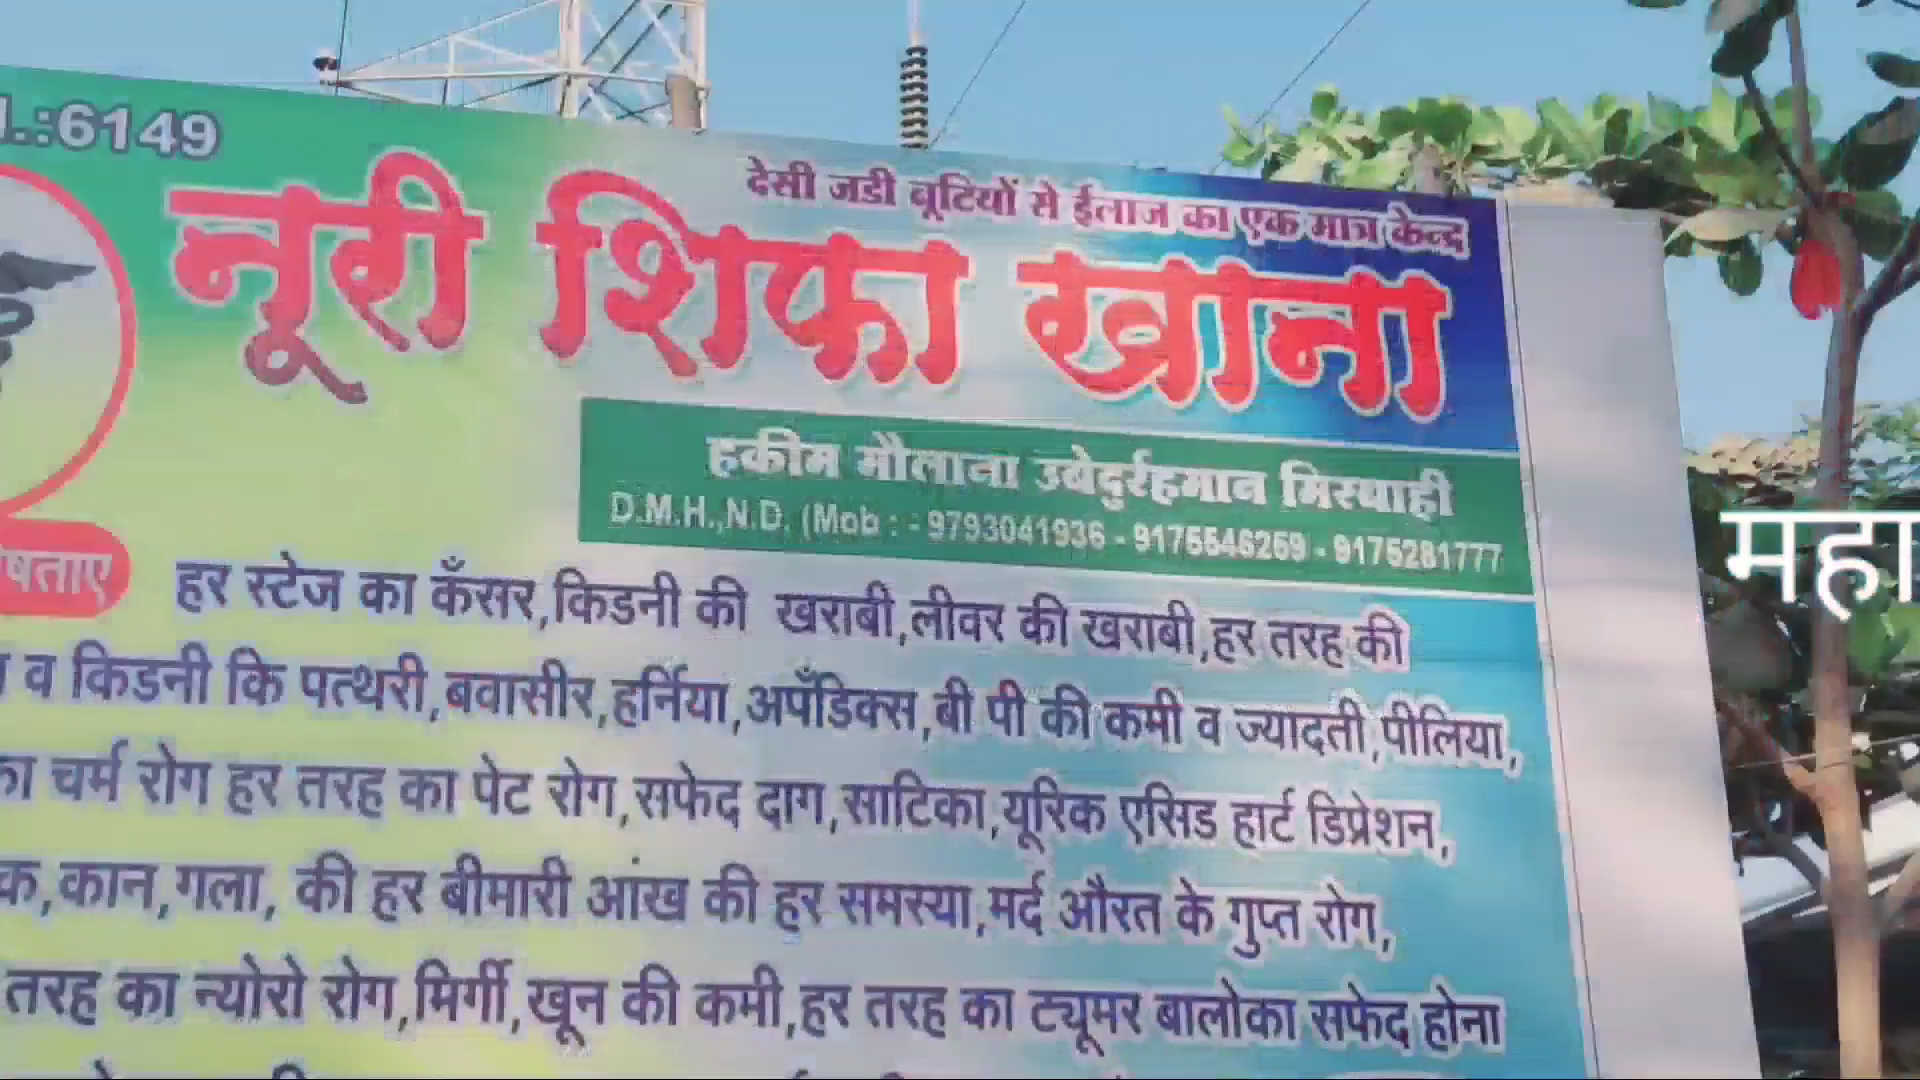 .:6149
देसी जडी बूटियों से ईलाज का एक मात्र केन्द्र
नूरी शिफा खाना
हकीम मौलाना उबेदुर्रहमान मिस्बाही
D.M.H.,N.D. (Mob : - 9793041936 - 9175546269 - 9175281777
षताए
हर स्टेज का कँसर,किडनी की खराबी,लीवर की खराबी,हर तरह की
व किडनी कि पत्थरी,बवासीर,हर्निया,अपँडिक्स,बी पी की कमी व ज्यादती,पीलिया,
का चर्म रोग हर तरह का पेट रोग,सफेद दाग,साटिका,यूरिक एसिड हार्ट डिप्रेशन,
क,कान,गला, की हर बीमारी आंख की हर समस्या,मर्द औरत के गुप्त रोग,
तरह का न्योरो रोग,मिर्गी,खून की कमी,हर तरह का ट्यूमर बालोका सफेद होना
महा